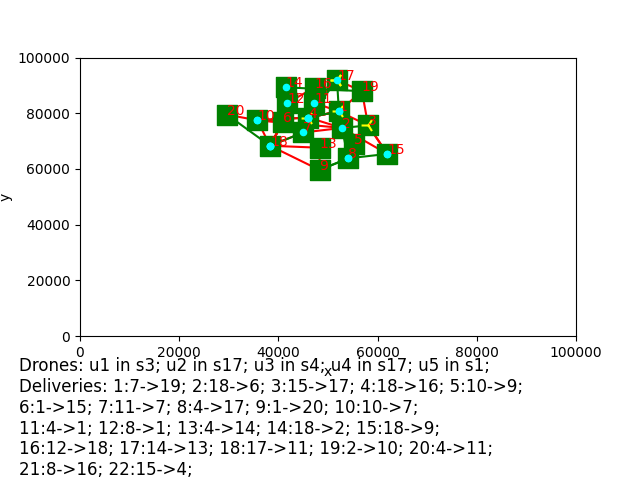 100000
80000
60000
40000
20000
0
y
0 20000 40000 60000 80000 100000
x
20
17
19
15
13
Drones: u1 in s3; u2 in s17; u3 in s4; u4 in s17; u5 in s1;
Deliveries: 1:7->19; 2:18->6; 3:15->17; 4:18->16; 5:10->9;
6:1->15; 7:11->7; 8:4->17; 9:1->20; 10:10->7;
11:4->1; 12:8->1; 13:4->14; 14:18->2; 15:18->9;
16:12->18; 17:14->13; 18:17->11; 19:2->10; 20:4->11;
21:8->16; 22:15->4;